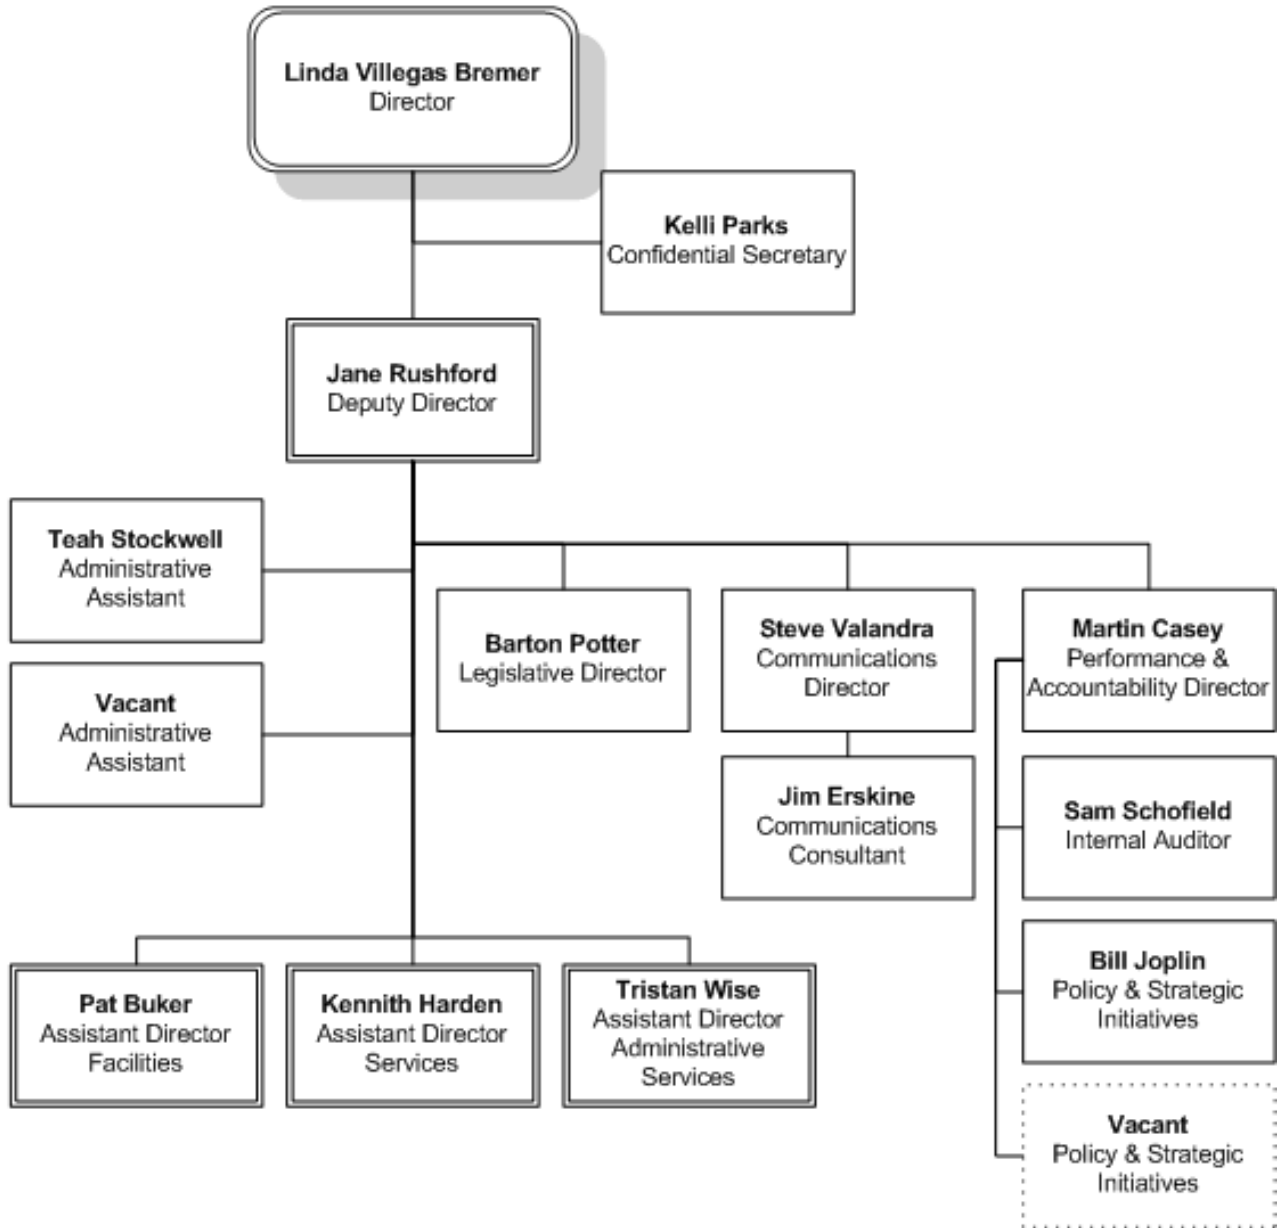 Linda Villegas Bremer
Director
Kelli Parks
Confidential Secretary
Jane Rushford
Deputy Director
Teah Stockwell
Administrative
Assistant
Vacant
Administrative
Assistant
Barton Potter
Legislative Director
Steve Valandra
Communications
Director
Jim Erskine
Communications
Consultant
Martin Casey
Performance &
Accountability Director
Sam Schofield
Internal Auditor
Bill Joplin
Policy & Strategic
Initiatives
Vacant
Policy & Strategic
Initiatives
Pat Buker
Assistant Director
Facilities
Kennith Harden
Assistant Director
Services
Tristan Wise
Assistant Director
Administrative
Services